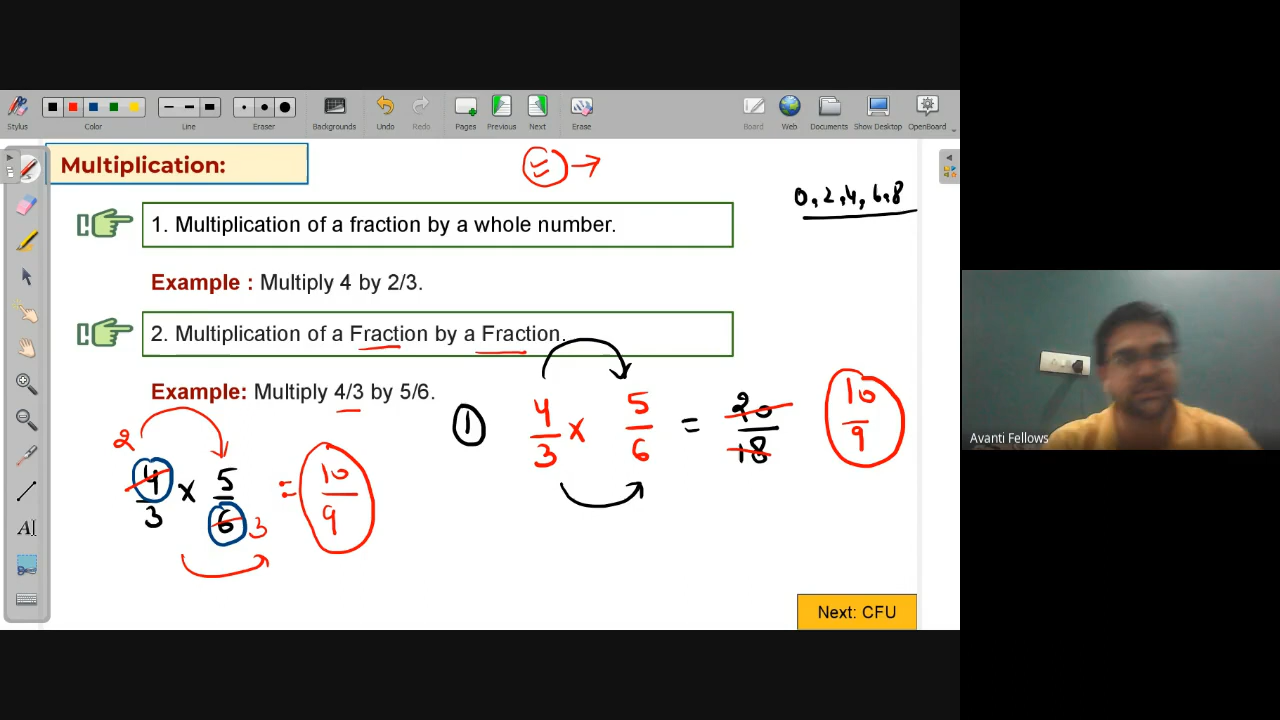 Stylus Color Line Eraser Backgrounds Undo Redo Pages Previous Next Erase Board Web Documents Show Desktop OpenBoard
Multiplication:
0, 2, 4, 6, 8
1. Multiplication of a fraction by a whole number.
Example : Multiply 4 by 2/3.
2. Multiplication of a Fraction by a Fraction.
Example: Multiply 4/3 by 5/6.
① 4/3 × 5/6 = 20/18 10/9
2
4/3 × 5/6 = 10/9
3
Avanti Fellows
Next: CFU